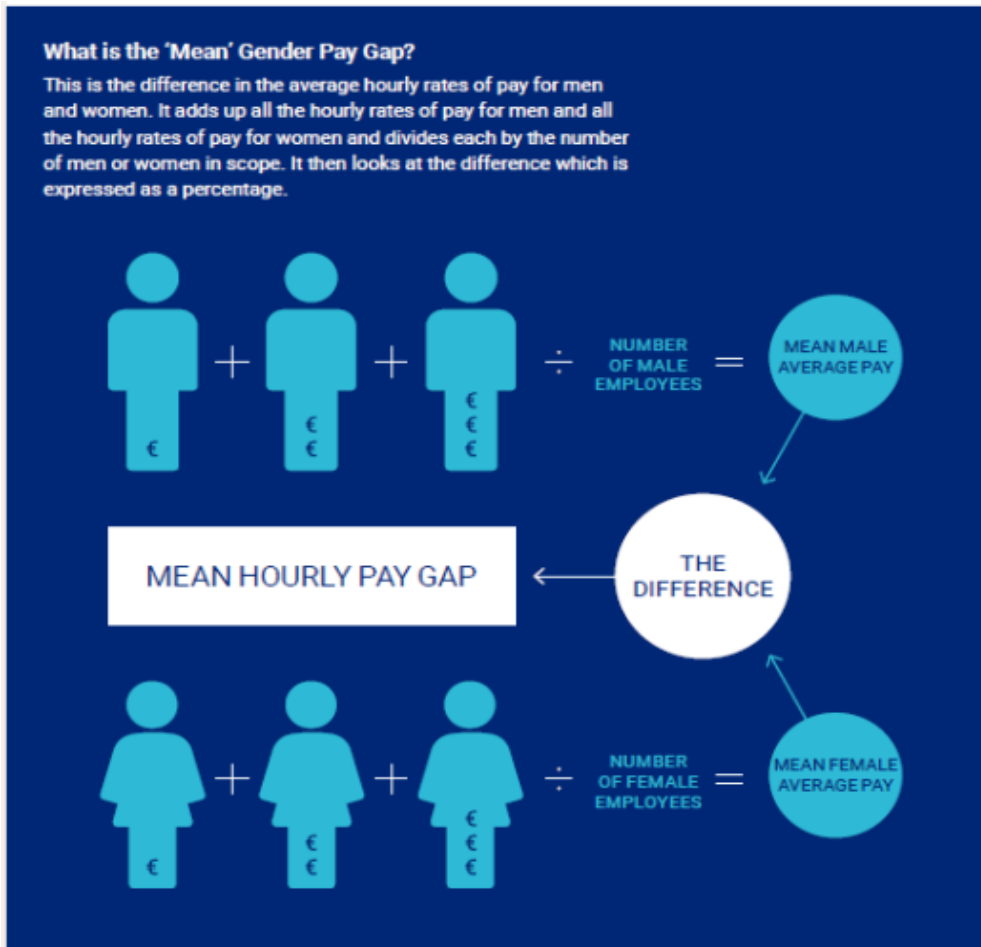 What is the ‘Mean’ Gender Pay Gap?
This is the difference in the average hourly rates of pay for men
and women. It adds up all the hourly rates of pay for men and all
the hourly rates of pay for women and divides each by the number
of men or women in scope. It then looks at the difference which is
expressed as a percentage.
+
+
÷
NUMBER
OF MALE
EMPLOYEES
=
MEAN MALE
AVERAGE PAY
€
€
€
€
€
€
MEAN HOURLY PAY GAP
THE
DIFFERENCE
+
+
÷
NUMBER
OF FEMALE
EMPLOYEES
=
MEAN FEMALE
AVERAGE PAY
€
€
€
€
€
€